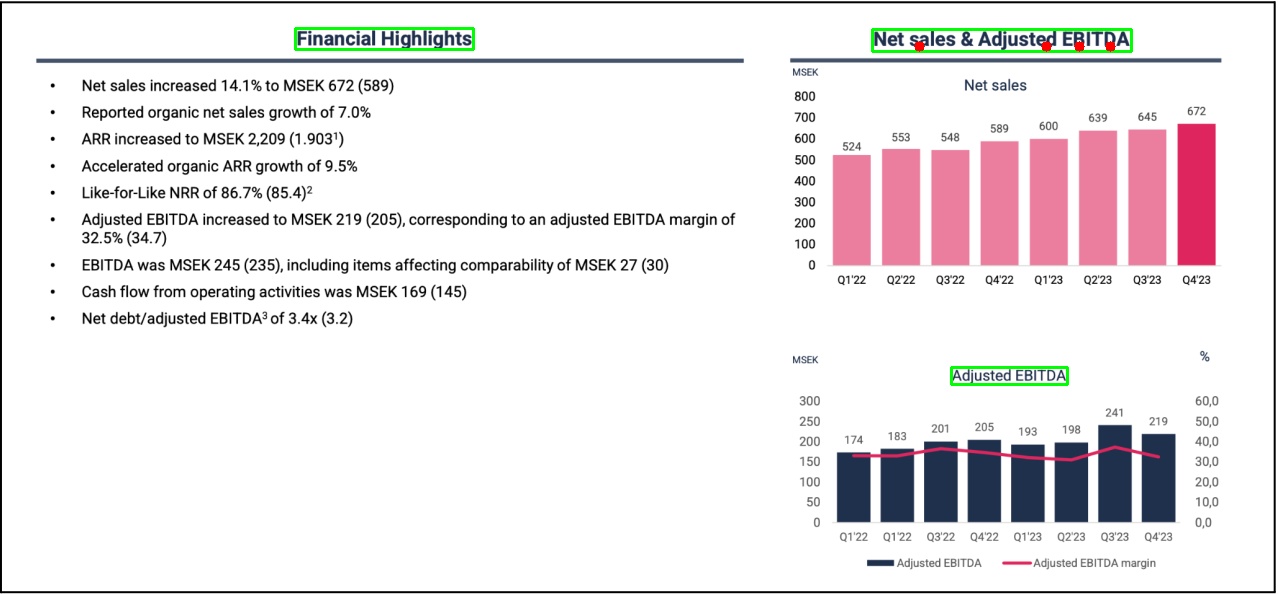 Financial Highlights
• Net sales increased 14.1% to MSEK 672 (589)
• Reported organic net sales growth of 7.0%
• ARR increased to MSEK 2,209 (1.903¹)
• Accelerated organic ARR growth of 9.5%
• Like-for-Like NRR of 86.7% (85.4)²
• Adjusted EBITDA increased to MSEK 219 (205), corresponding to an adjusted EBITDA margin of
32.5% (34.7)
• EBITDA was MSEK 245 (235), including items affecting comparability of MSEK 27 (30)
• Cash flow from operating activities was MSEK 169 (145)
• Net debt/adjusted EBITDA³ of 3.4x (3.2)
Net sales & Adjusted EBITDA
MSEK
Net sales
800
700
600
500
400
300
200
100
0
524 553 548 589 600 639 645 672
Q1'22 Q2'22 Q3'22 Q4'22 Q1'23 Q2'23 Q3'23 Q4'23
MSEK %
Adjusted EBITDA
300 60,0
250 50,0
200 40,0
150 30,0
100 20,0
50 10,0
0 0,0
174 183 201 205 193 198 241 219
Q1'22 Q1'22 Q3'22 Q4'22 Q1'23 Q2'23 Q3'23 Q4'23
Adjusted EBITDA Adjusted EBITDA margin